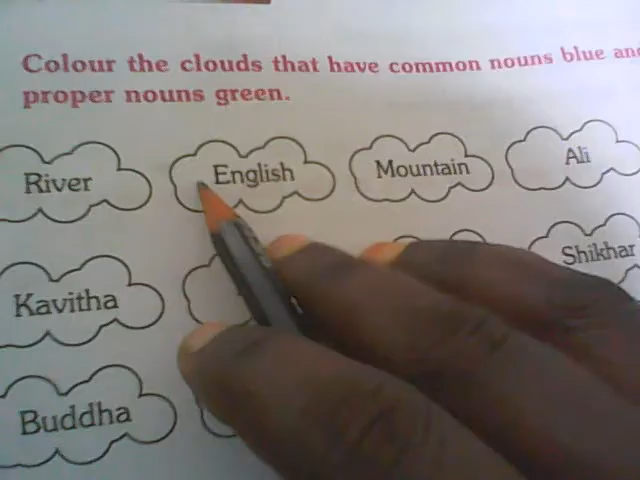 Colour the clouds that have common nouns blue and
proper nouns green.
River English Mountain Ali
Kavitha Shikhar
Buddha